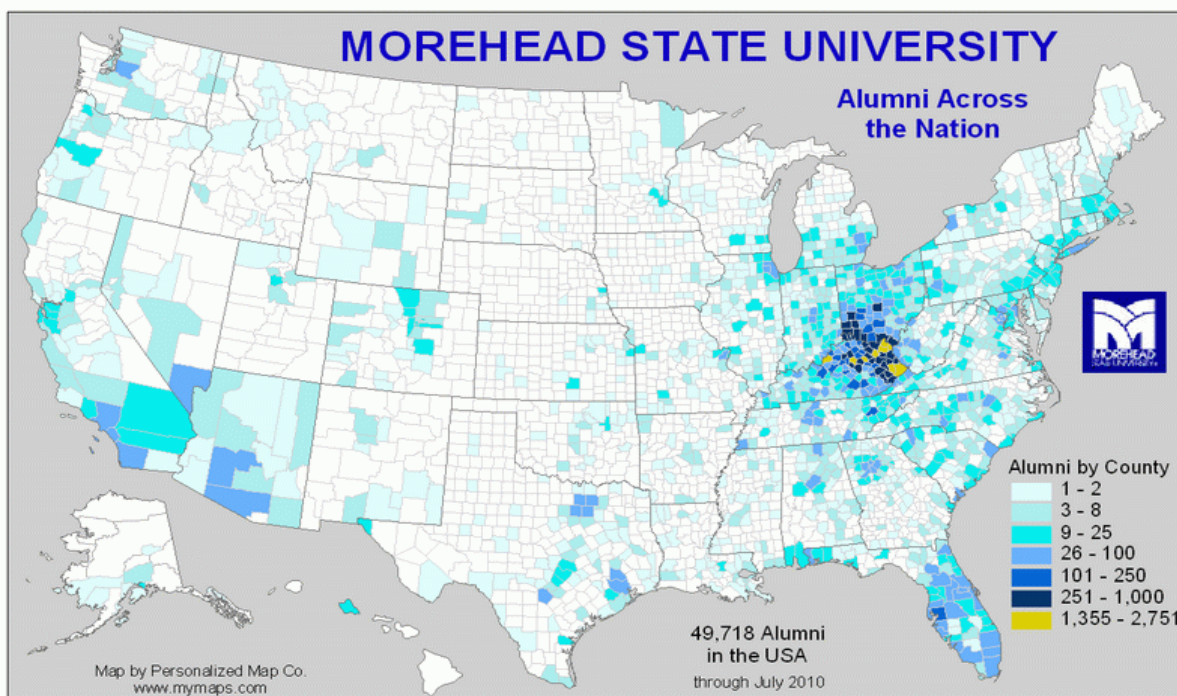 MOREHEAD STATE UNIVERSITY
Alumni Across
the Nation
MOREHEAD
STATE UNIVERSITY
Alumni by County
1 - 2
3 - 8
9 - 25
26 - 100
101 - 250
251 - 1,000
1,355 - 2,751
49,718 Alumni
in the USA
through July 2010
Map by Personalized Map Co.
www.mymaps.com